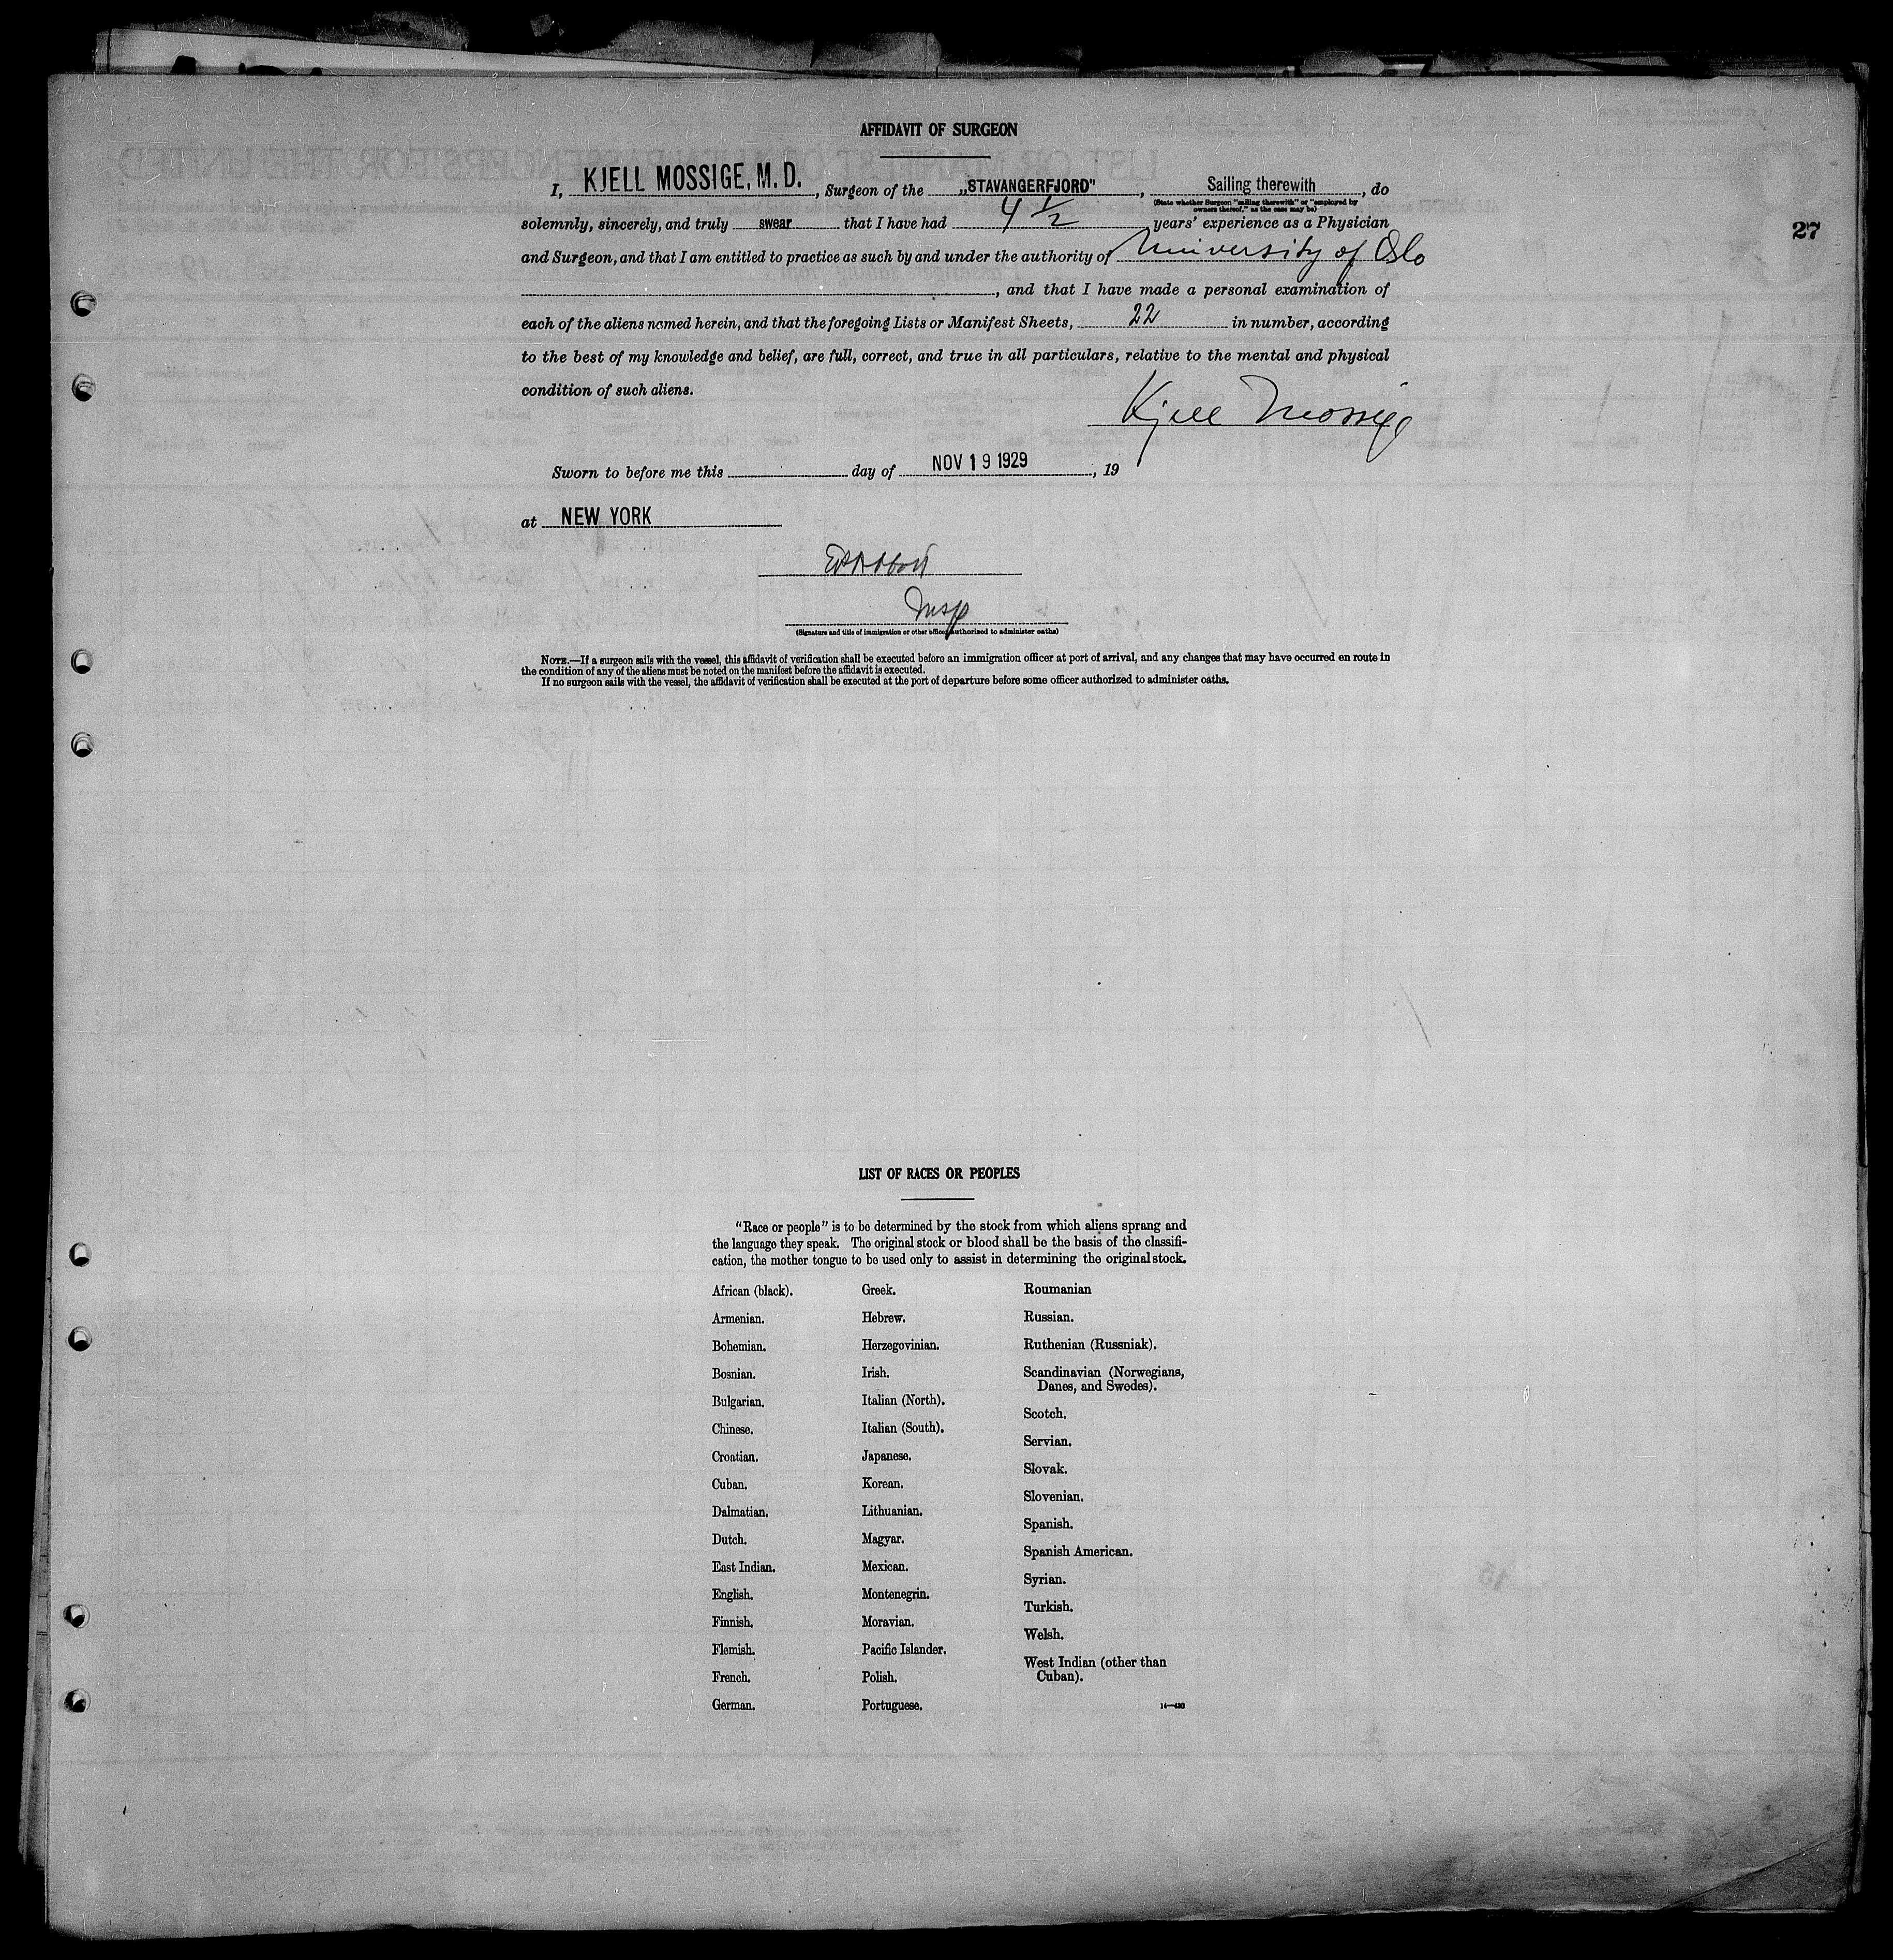 AFFIDAVIT OF SURGEON
I, KJELL MOSSIGE, M.D., Surgeon of the „STAVANGERFJORD", Sailing therewith, do
(State whether Surgeon "sailing therewith" or "employed by
owners thereof," as the case may be)
solemnly, sincerely, and truly swear that I have had 4 1/2 years' experience as a Physician
27
and Surgeon, and that I am entitled to practice as such by and under the authority of University of Oslo
, and that I have made a personal examination of
each of the aliens named herein, and that the foregoing Lists or Manifest Sheets, 22 in number, according
to the best of my knowledge and belief, are full, correct, and true in all particulars, relative to the mental and physical
condition of such aliens.
Kjell Mossige
Sworn to before me this day of NOV 19 1929, 19
at NEW YORK
Insp
(Signature and title of immigration or other officer authorized to administer oaths)
NOTE.—If a surgeon sails with the vessel, this affidavit of verification shall be executed before an immigration officer at port of arrival, and any changes that may have occurred en route in
the condition of any of the aliens must be noted on the manifest before the affidavit is executed.
If no surgeon sails with the vessel, the affidavit of verification shall be executed at the port of departure before some officer authorized to administer oaths.
LIST OF RACES OR PEOPLES
"Race or people" is to be determined by the stock from which aliens sprang and
the language they speak. The original stock or blood shall be the basis of the classifi-
cation, the mother tongue to be used only to assist in determining the original stock.
African (black).
Armenian.
Bohemian.
Bosnian.
Bulgarian.
Chinese.
Croatian.
Cuban.
Dalmatian.
Dutch.
East Indian.
English.
Finnish.
Flemish.
French.
German.
Greek.
Hebrew.
Herzegovinian.
Irish.
Italian (North).
Italian (South).
Japanese.
Korean.
Lithuanian.
Magyar.
Mexican.
Montenegrin.
Moravian.
Pacific Islander.
Polish.
Portuguese.
Roumanian
Russian.
Ruthenian (Russniak).
Scandinavian (Norwegians,
Danes, and Swedes).
Scotch.
Servian.
Slovak.
Slovenian.
Spanish.
Spanish American.
Syrian.
Turkish.
Welsh.
West Indian (other than
Cuban).